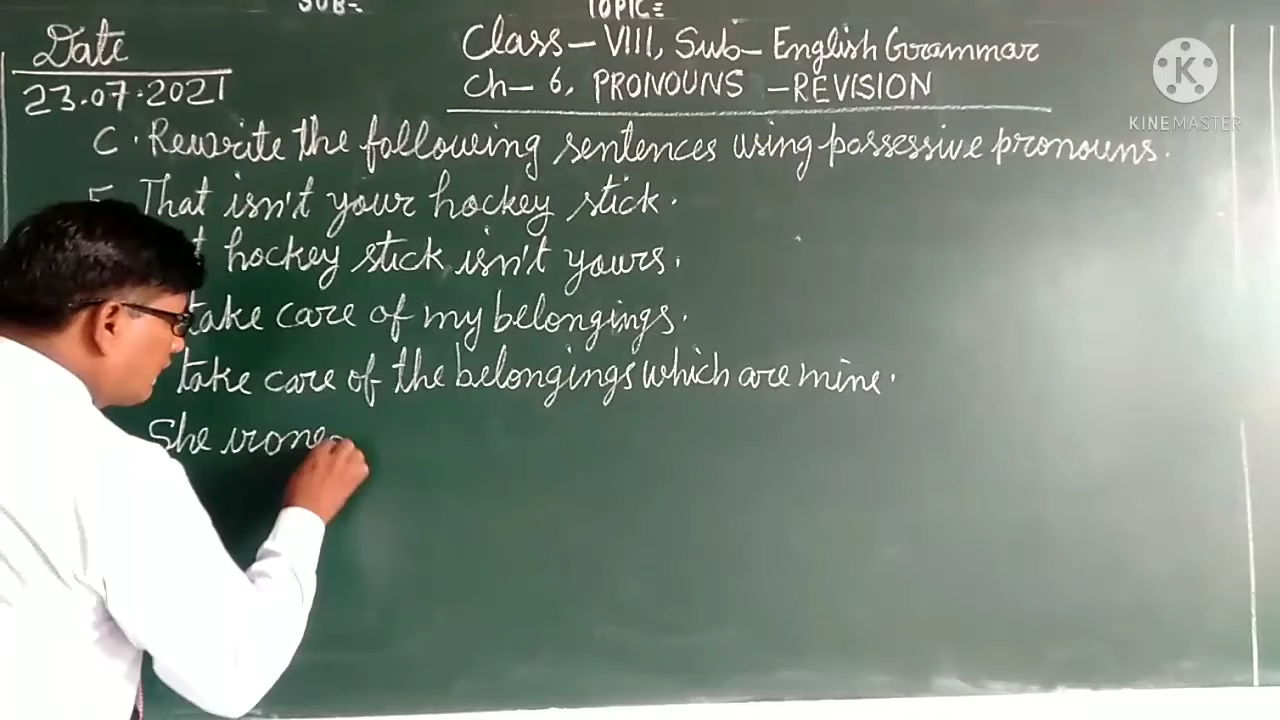 SUB= TOPIC=
Date
23.07.2021
Class - VIII, Sub - English Grammar
Ch - 6, PRONOUNS - REVISION
K
KINEMASTER
C. Rewrite the following sentences using possessive pronouns.
That isn't your hockey stick.
hockey stick isn't yours.
take care of my belongings.
take care of the belongings which are mine.
She irone